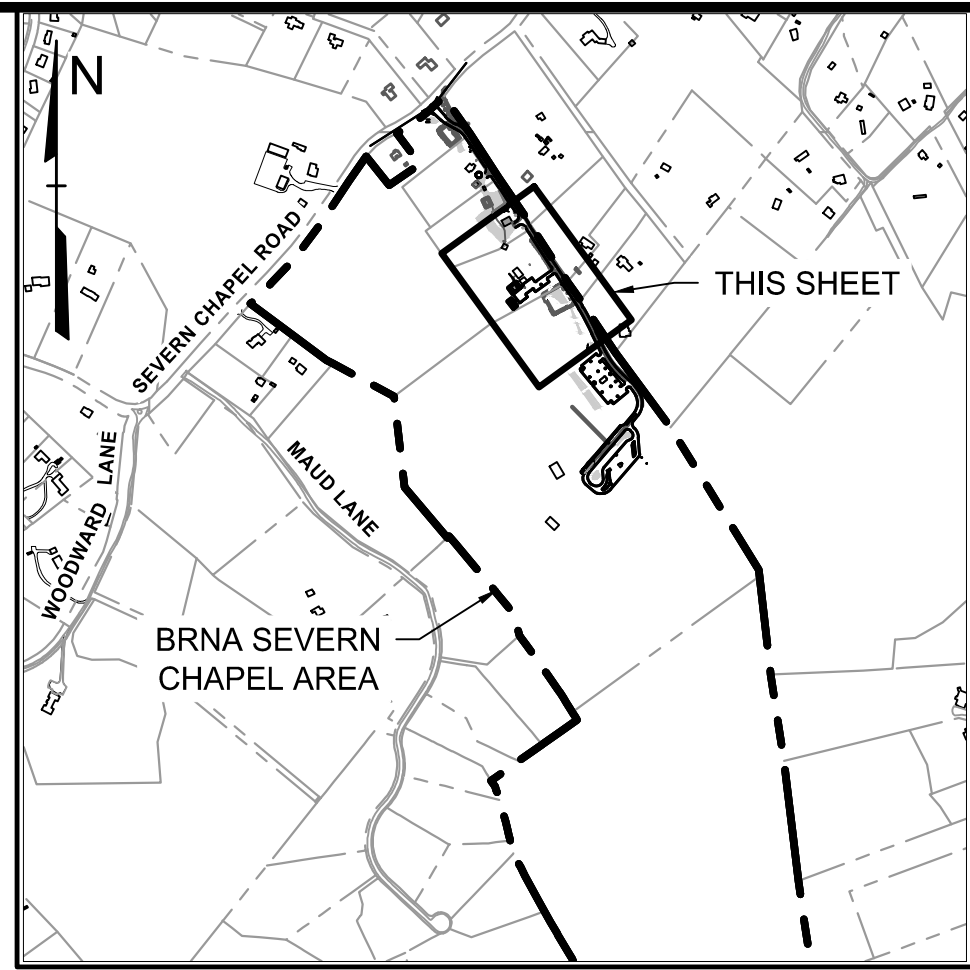 N
SEVERN CHAPEL ROAD
THIS SHEET
WOODWARD LANE
MAUD LANE
BRNA SEVERN
CHAPEL AREA